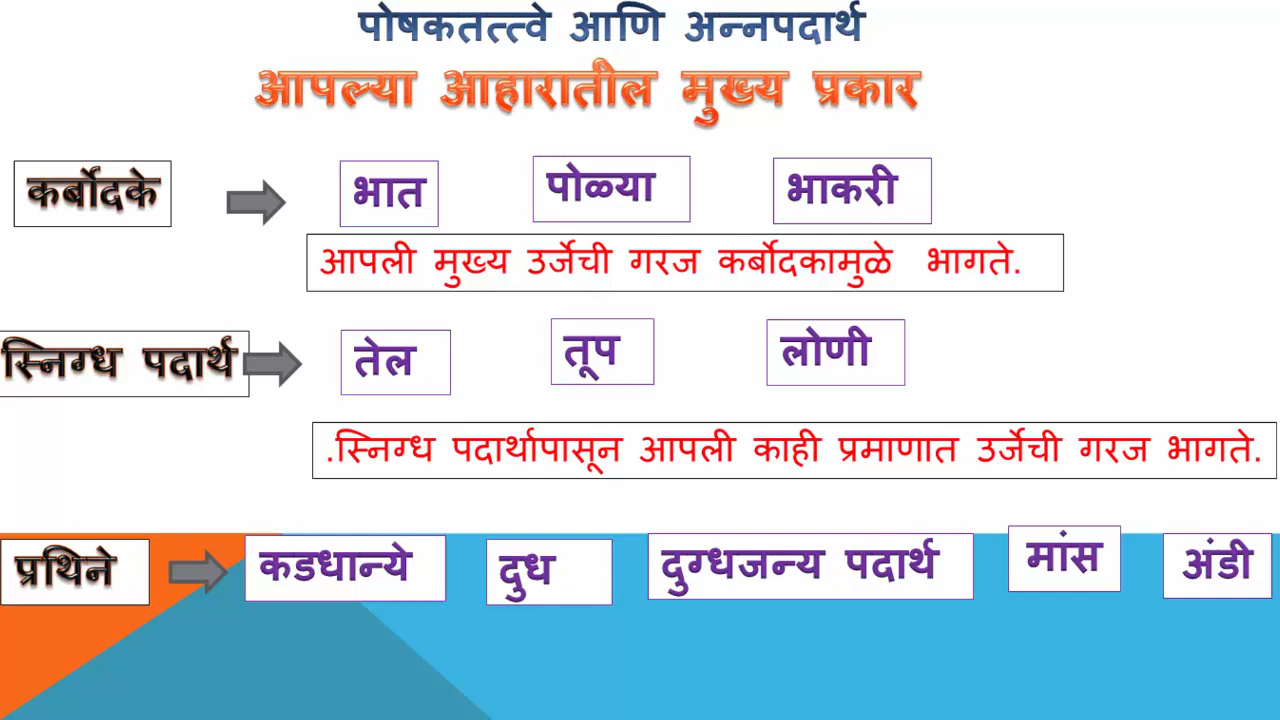 पोषकतत्त्वे आणि अन्नपदार्थ
आपल्या आहारातील मुख्य प्रकार
कर्बोदके भात पोळ्या भाकरी
आपली मुख्य उर्जेची गरज कर्बोदकामुळे भागते.
स्निग्ध पदार्थ तेल तूप लोणी
.स्निग्ध पदार्थापासून आपली काही प्रमाणात उर्जेची गरज भागते.
प्रथिने कडधान्ये दुध दुग्धजन्य पदार्थ मांस अंडी